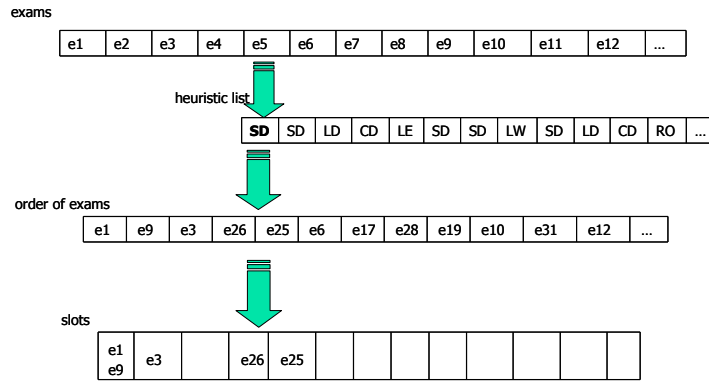 exams
e1 e2 e3 e4 e5 e6 e7 e8 e9 e10 e11 e12 ...
heuristic list
SD SD LD CD LE SD SD LW SD LD CD RO ...
order of exams
e1 e9 e3 e26 e25 e6 e17 e28 e19 e10 e31 e12 ...
slots
e1
e9
e3 e26 e25